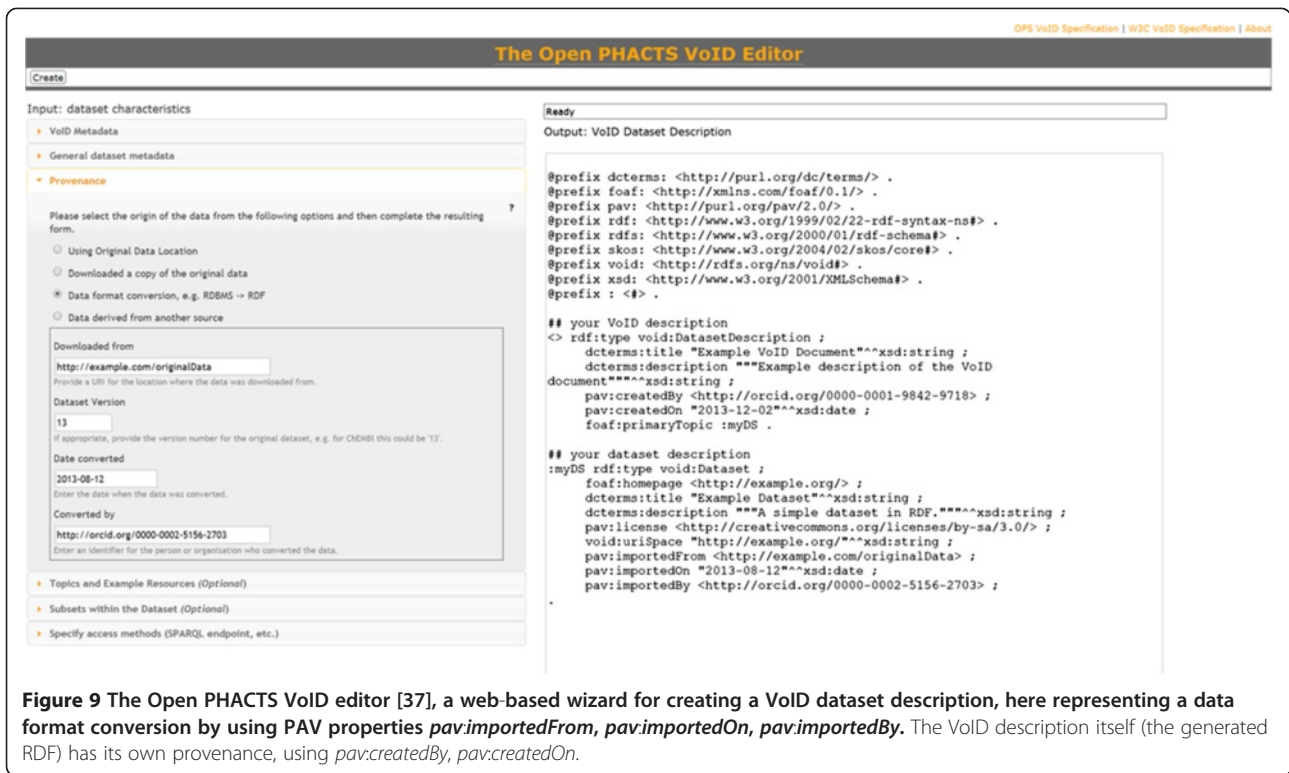 OPS VoID Specification | W3C VoID Specification | About
The Open PHACTS VoID Editor
Create
Input: dataset characteristics
VoID Metadata
General dataset metadata
Provenance
?
Please select the origin of the data from the following options and then complete the resulting
form.
Using Original Data Location
Downloaded a copy of the original data
Data format conversion, e.g. RDBMS -> RDF
Data derived from another source
Downloaded from
http://example.com/originalData
Provide a URI for the location where the data was downloaded from.
Dataset Version
13
If appropriate, provide the version number for the original dataset, e.g. for ChEMBl this could be '13'.
Date converted
2013-08-12
Enter the date when the data was converted.
Converted by
http://orcid.org/0000-0002-5156-2703
Enter an identifier for the person or organisation who converted the data.
Topics and Example Resources (Optional)
Subsets within the Dataset (Optional)
Specify access methods (SPARQL endpoint, etc.)
Ready
Output: VoID Dataset Description
@prefix dcterms: <http://purl.org/dc/terms/> .
@prefix foaf: <http://xmlns.com/foaf/0.1/> .
@prefix pav: <http://purl.org/pav/2.0/> .
@prefix rdf: <http://www.w3.org/1999/02/22-rdf-syntax-ns#> .
@prefix rdfs: <http://www.w3.org/2000/01/rdf-schema#> .
@prefix skos: <http://www.w3.org/2004/02/skos/core#> .
@prefix void: <http://rdfs.org/ns/void#> .
@prefix xsd: <http://www.w3.org/2001/XMLSchema#> .
@prefix : <#> .
## your VoID description
<> rdf:type void:DatasetDescription ;
dcterms:title "Example VoID Document"^^xsd:string ;
dcterms:description """Example description of the VoID
document"""^^xsd:string ;
pav:createdBy <http://orcid.org/0000-0001-9842-9718> ;
pav:createdOn "2013-12-02"^^xsd:date ;
foaf:primaryTopic :myDS .
## your dataset description
:myDS rdf:type void:Dataset ;
foaf:homepage <http://example.org/> ;
dcterms:title "Example Dataset"^^xsd:string ;
dcterms:description """A simple dataset in RDF."""^^xsd:string ;
pav:license <http://creativecommons.org/licenses/by-sa/3.0/> ;
void:uriSpace "http://example.org/"^^xsd:string ;
pav:importedFrom <http://example.com/originalData> ;
pav:importedOn "2013-08-12"^^xsd:date ;
pav:importedBy <http://orcid.org/0000-0002-5156-2703> ;
.
Figure 9 The Open PHACTS VoID editor [37], a web-based wizard for creating a VoID dataset description, here representing a data
format conversion by using PAV properties pav:importedFrom, pav:importedOn, pav:importedBy. The VoID description itself (the generated
RDF) has its own provenance, using pav:createdBy, pav:createdOn.